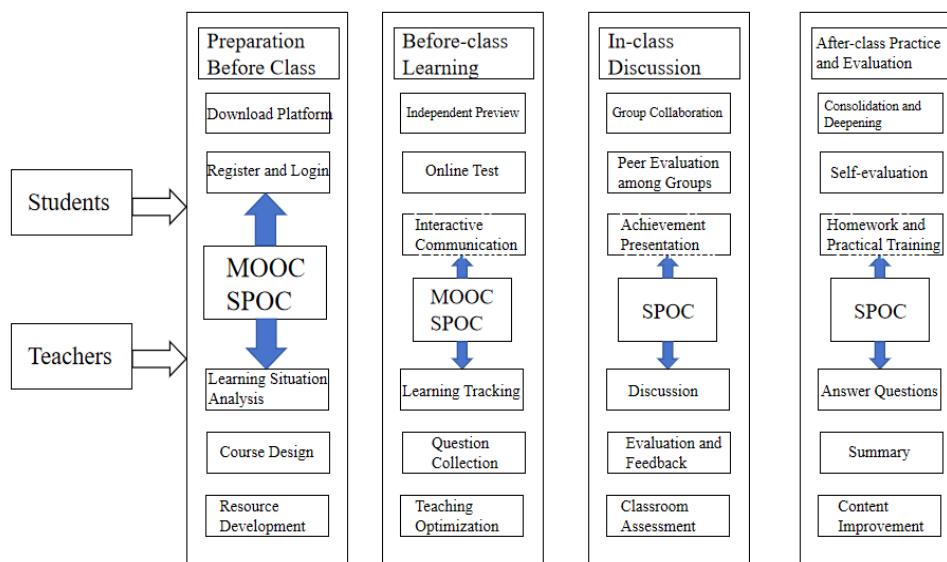 Students
Teachers
Preparation
Before Class
Download Platform
Register and Login
MOOC
SPOC
Learning Situation
Analysis
Course Design
Resource
Development
Before-class
Learning
Independent Preview
Online Test
Interactive
Communication
MOOC
SPOC
Learning Tracking
Question
Collection
Teaching
Optimization
In-class
Discussion
Group Collaboration
Peer Evaluation
among Groups
Achievement
Presentation
SPOC
Discussion
Evaluation and
Feedback
Classroom
Assessment
After-class Practice
and Evaluation
Consolidation and
Deepening
Self-evaluation
Homework and
Practical Training
SPOC
Answer Questions
Summary
Content
Improvement